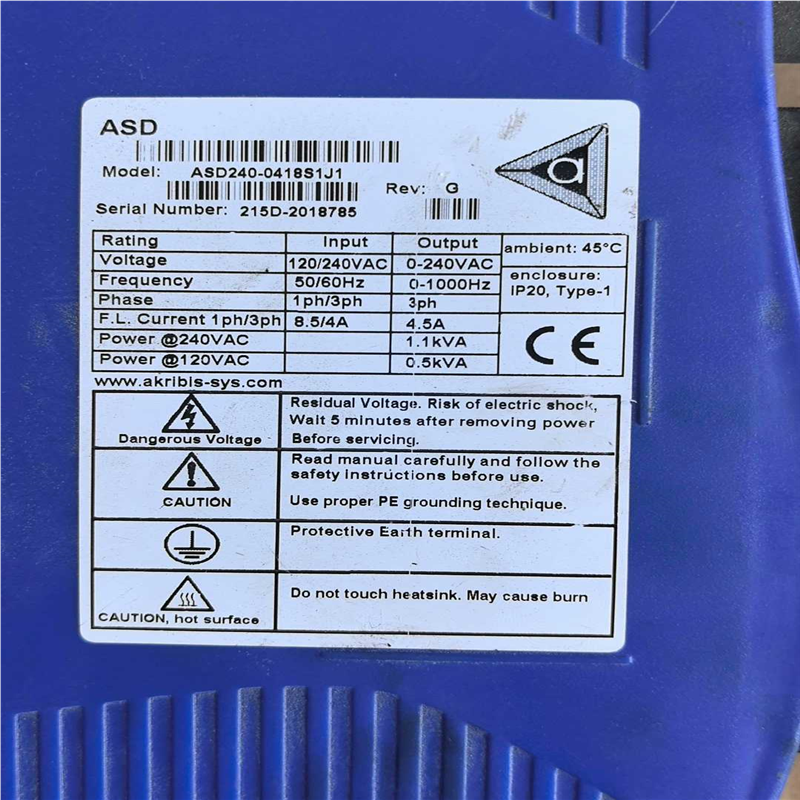 ASD
Model: ASD240-0418S1J1
Rev: G
Serial Number: 215D-2018785
Rating Input Output
Voltage 120/240VAC 0-240VAC
Frequency 50/60Hz 0-1000Hz
Phase 1ph/3ph 3ph
F.L. Current 1ph/3ph 8.5/4A 4.5A
Power @240VAC 1.1kVA
Power @120VAC 0.5kVA
ambient: 45°C
enclosure:
IP20, Type-1
CE
www.akribis-sys.com
Dangerous Voltage
Residual Voltage. Risk of electric shock,
Wait 5 minutes after removing power
Before servicing.
CAUTION
Read manual carefully and follow the
safety instructions before use.
Use proper PE grounding technique.
Protective Earth terminal.
CAUTION, hot surface
Do not touch heatsink. May cause burn